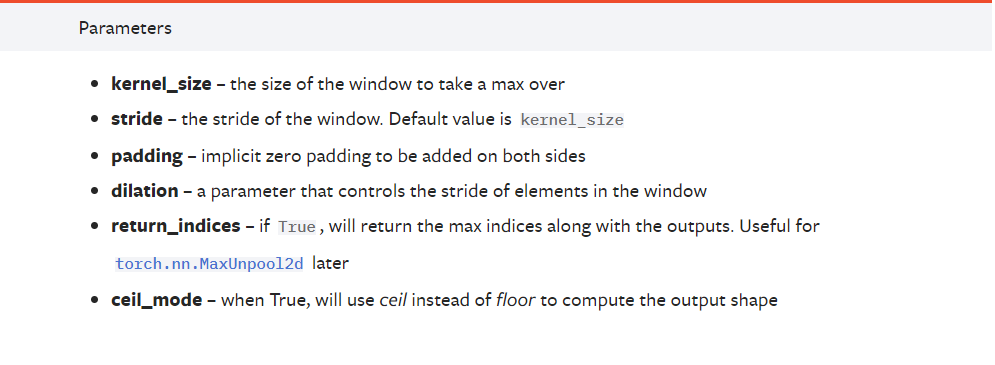 Parameters
• kernel_size – the size of the window to take a max over
• stride – the stride of the window. Default value is kernel_size
• padding – implicit zero padding to be added on both sides
• dilation – a parameter that controls the stride of elements in the window
• return_indices – if True, will return the max indices along with the outputs. Useful for
torch.nn.MaxUnpool2d later
• ceil_mode – when True, will use ceil instead of floor to compute the output shape